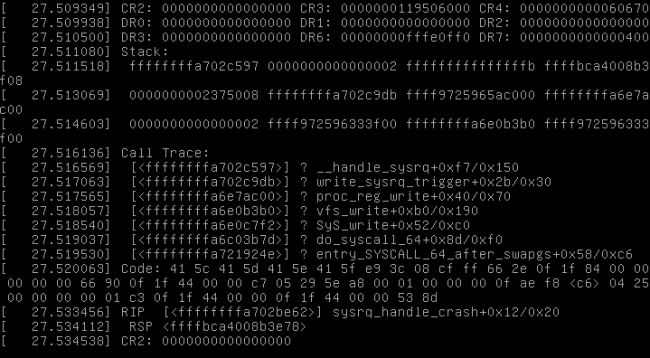 [   27.509349] CR2: 0000000000000000 CR3: 0000000119506000 CR4: 0000000000060670
[   27.509938] DR0: 0000000000000000 DR1: 0000000000000000 DR2: 0000000000000000
[   27.510500] DR3: 0000000000000000 DR6: 00000000fffe0ff0 DR7: 0000000000000400
[   27.511080] Stack:
[   27.511518]  ffffffffa702c597 0000000000000002 fffffffffffffffb ffffbca4008b3
f08
[   27.513069]  0000000002375008 ffffffffa702c9db ffff9725965ac000 ffffffffa6e7a
c00
[   27.514603]  0000000000000002 ffff972596333f00 ffffffffa6e0b3b0 ffff972596333
f00
[   27.516136] Call Trace:
[   27.516569]  [<ffffffffa702c597>] ? __handle_sysrq+0xf7/0x150
[   27.517063]  [<ffffffffa702c9db>] ? write_sysrq_trigger+0x2b/0x30
[   27.517565]  [<ffffffffa6e7ac00>] ? proc_reg_write+0x40/0x70
[   27.518057]  [<ffffffffa6e0b3b0>] ? vfs_write+0xb0/0x190
[   27.518540]  [<ffffffffa6e0c7f2>] ? SyS_write+0x52/0xc0
[   27.519037]  [<ffffffffa6c03b7d>] ? do_syscall_64+0x8d/0xf0
[   27.519530]  [<ffffffffa721924e>] ? entry_SYSCALL_64_after_swapgs+0x58/0xc6
[   27.520063] Code: 41 5c 41 5d 41 5e 41 5f e9 3c 08 cf ff 66 2e 0f 1f 84 00 00
00 00 00 66 90 0f 1f 44 00 00 c7 05 29 5e a8 00 01 00 00 00 0f ae f8 <c6> 04 25
00 00 00 00 01 c3 0f 1f 44 00 00 0f 1f 44 00 00 53 8d
[   27.533456] RIP  [<ffffffffa702be62>] sysrq_handle_crash+0x12/0x20
[   27.534112]  RSP <ffffbca4008b3e78>
[   27.534538] CR2: 0000000000000000